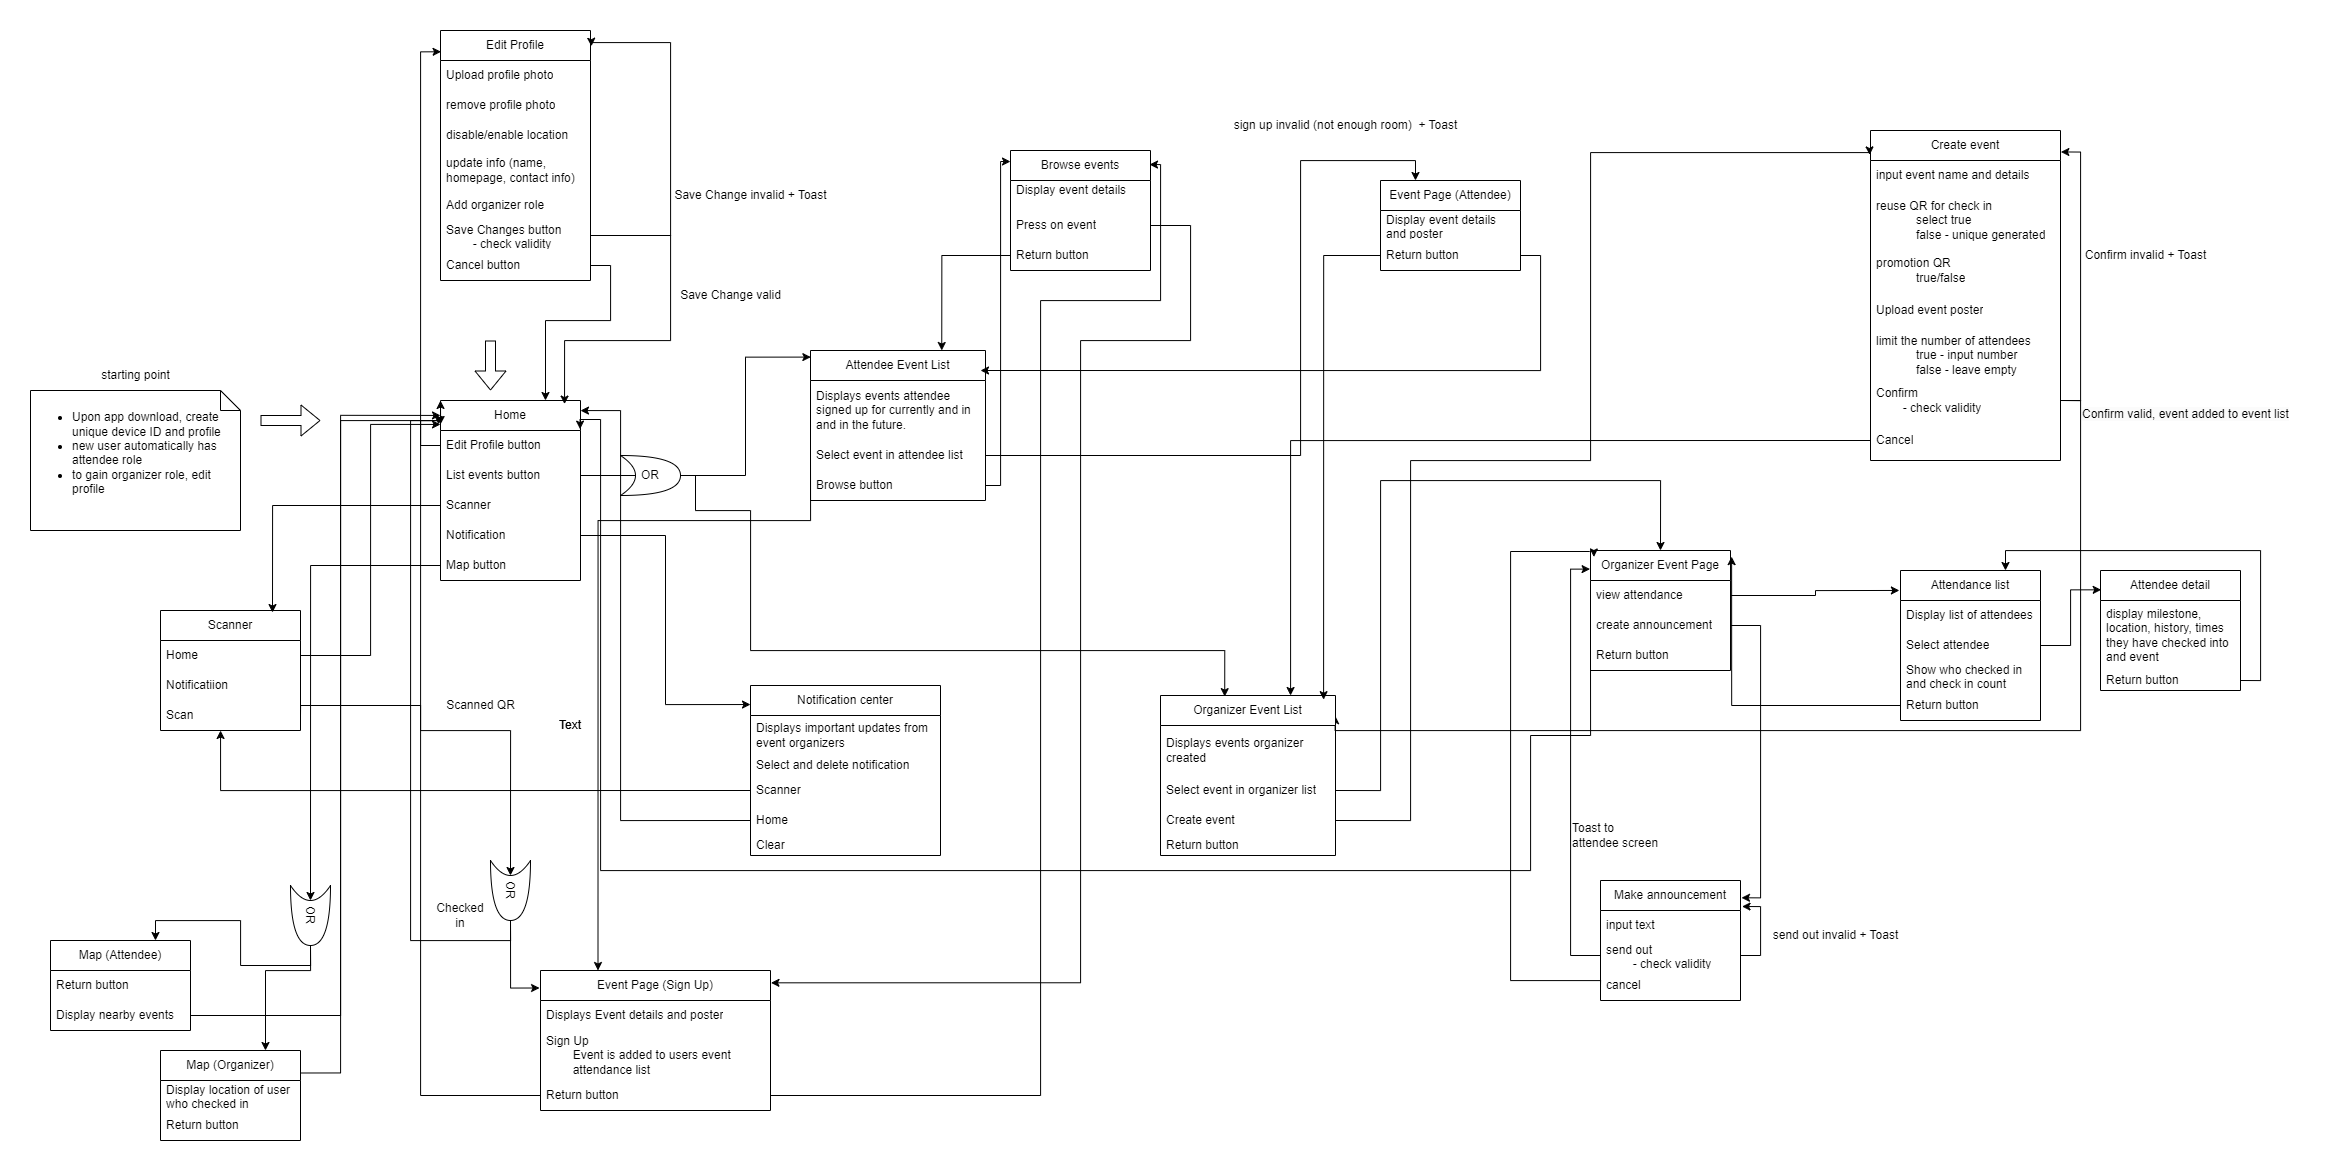 Edit Profile
Upload profile photo
remove profile photo
disable/enable location
update info (name,
homepage, contact info)
Add organizer role
Save Changes button
- check validity
Cancel button
Save Change invalid + Toast
Save Change valid
starting point
• Upon app download, create
unique device ID and profile
• new user automatically has
attendee role
• to gain organizer role, edit
profile
Home
Edit Profile button
List events button
Scanner
Notification
Map button
OR
Browse events
Display event details
Press on event
Return button
sign up invalid (not enough room) + Toast
Event Page (Attendee)
Display event details
and poster
Return button
Attendee Event List
Displays events attendee
signed up for currently and in
and in the future.
Select event in attendee list
Browse button
Create event
input event name and details
reuse QR for check in
select true
false - unique generated
promotion QR
true/false
Upload event poster
limit the number of attendees
true - input number
false - leave empty
Confirm
- check validity
Cancel
Confirm invalid + Toast
Confirm valid, event added to event list
Scanner
Home
Notificatiion
Scan
Scanned QR
Text
Notification center
Displays important updates from
event organizers
Select and delete notification
Scanner
Home
Clear
Organizer Event List
Displays events organizer
created
Select event in organizer list
Create event
Return button
Organizer Event Page
view attendance
create announcement
Return button
Attendance list
Display list of attendees
Select attendee
Show who checked in
and check in count
Return button
Attendee detail
display milestone,
location, history, times
they have checked into
and event
Return button
Toast to
attendee screen
Make announcement
input text
send out
- check validity
cancel
send out invalid + Toast
OR
OR
Checked
in
Map (Attendee)
Return button
Display nearby events
Map (Organizer)
Display location of user
who checked in
Return button
Event Page (Sign Up)
Displays Event details and poster
Sign Up
Event is added to users event
attendance list
Return button